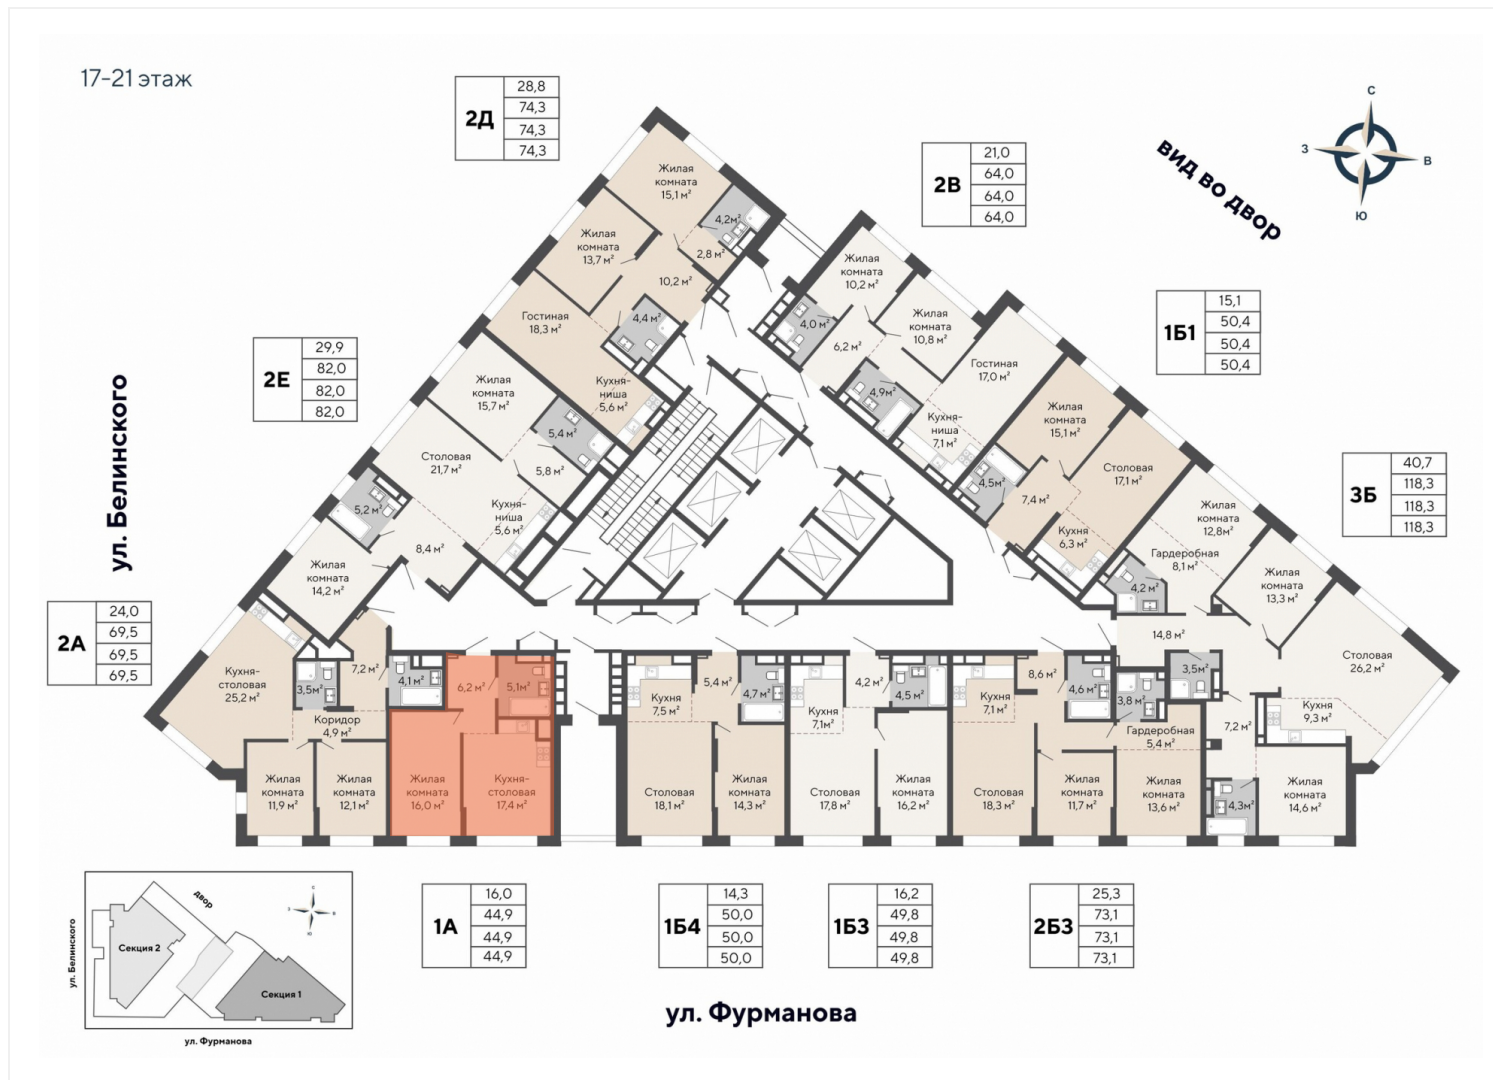 17-21 этаж
2Д
28,8
74,3
74,3
74,3
2В
21,0
64,0
64,0
64,0
С
З
В
Ю
вид во двор
1Б1
15,1
50,4
50,4
50,4
2Е
29,9
82,0
82,0
82,0
ул. Белинского
3Б
40,7
118,3
118,3
118,3
2А
24,0
69,5
69,5
69,5
Жилая
комната
15,1 м²
4,2м²
Жилая
комната
13,7 м²
2,8 м²
10,2 м²
Гостиная
18,3 м²
4,4 м²
Кухня-
ниша
5,6 м²
Жилая
комната
15,7 м²
5,4 м²
Столовая
21,7 м²
5,8 м²
5,2 м²
Кухня-
ниша
5,6 м²
8,4 м²
Жилая
комната
14,2 м²
Жилая
комната
10,2 м²
4,0 м²
Жилая
комната
10,8 м²
6,2 м²
Гостиная
17,0 м²
4,9м²
Кухня-
ниша
7,1 м²
Жилая
комната
15,1 м²
4,5м²
Столовая
17,1 м²
7,4 м²
Кухня
6,3 м²
Жилая
комната
12,8м²
Гардеробная
8,1 м²
4,2 м²
Жилая
комната
13,3 м²
14,8 м²
Столовая
26,2 м²
3,5м²
Кухня
9,3 м²
7,2 м²
4,3м²
Жилая
комната
14,6 м²
Кухня-
столовая
25,2 м²
3,5м²
7,2 м²
4,1 м²
Коридор
4,9 м²
Жилая
комната
11,9 м²
Жилая
комната
12,1 м²
6,2 м²
5,1м²
Жилая
комната
16,0 м²
Кухня-
столовая
17,4 м²
Кухня
7,5 м²
5,4 м²
4,7 м²
Столовая
18,1 м²
Жилая
комната
14,3 м²
Кухня
7,1м²
4,2 м²
4,5 м²
Столовая
17,8 м²
Жилая
комната
16,2 м²
Кухня
7,1 м²
8,6 м²
4,6 м²
Столовая
18,3 м²
Жилая
комната
11,7 м²
3,8 м²
Гардеробная
5,4 м²
Жилая
комната
13,6 м²
1А
16,0
44,9
44,9
44,9
1Б4
14,3
50,0
50,0
50,0
1Б3
16,2
49,8
49,8
49,8
2Б3
25,3
73,1
73,1
73,1
ул. Фурманова
двор
с
з
в
ю
ул. Белинского
Секция 2
Секция 1
ул. Фурманова